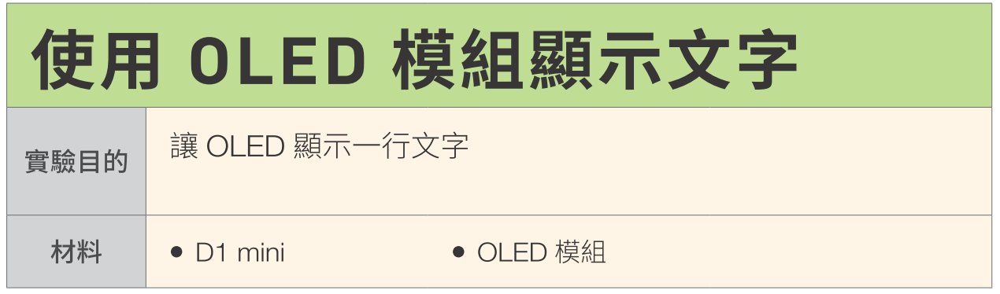 使用 OLED 模組顯示文字
實驗目的
讓 OLED 顯示一行文字
材料
● D1 mini
● OLED 模組